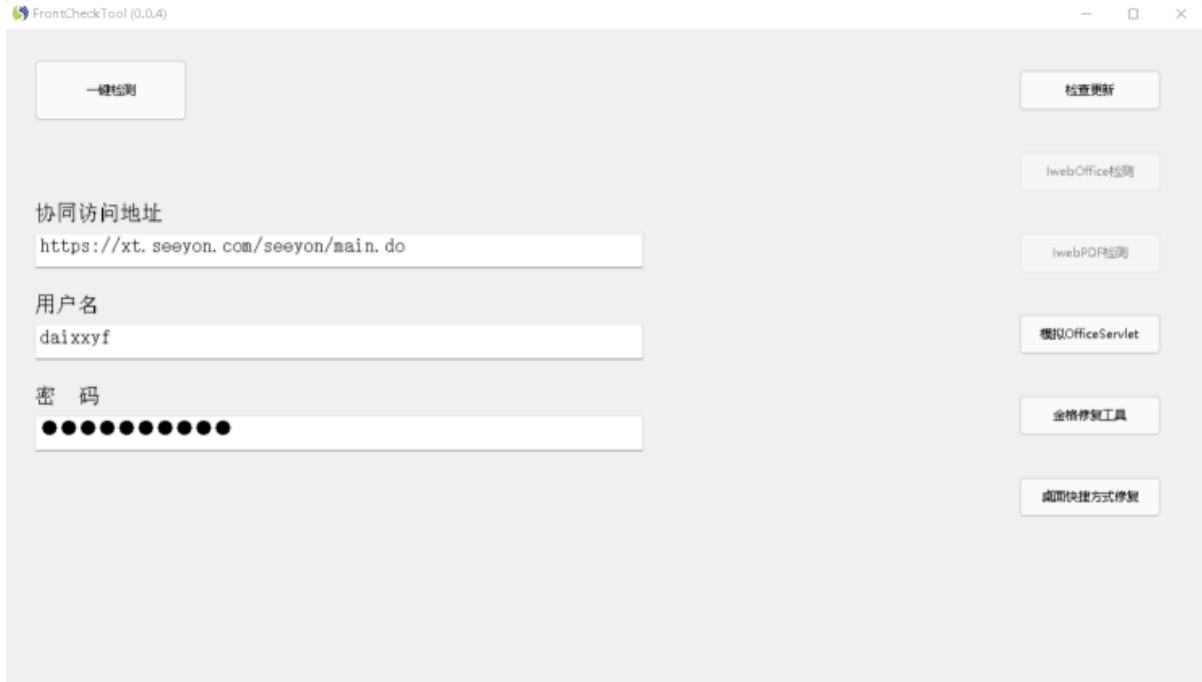 FrontCheckTool (0.0.4)
一键检测
检查更新
IwebOffice检测
协同访问地址
https://xt.seeyon.com/seeyon/main.do
IwebPDF检测
用户名
daixxyf
模拟OfficeServlet
密 码
●●●●●●●●●●
金格修复工具
桌面快捷方式修复